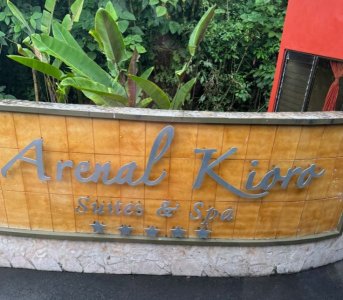 Arenal Kioro
Suites & Spa